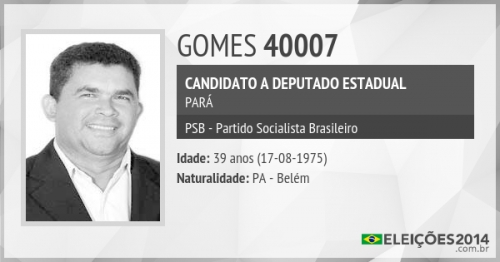 GOMES 40007
CANDIDATO A DEPUTADO ESTADUAL
PARÁ
PSB - Partido Socialista Brasileiro
Idade: 39 anos (17-08-1975)
Naturalidade: PA - Belém
ELEIÇÕES2014
.com.br